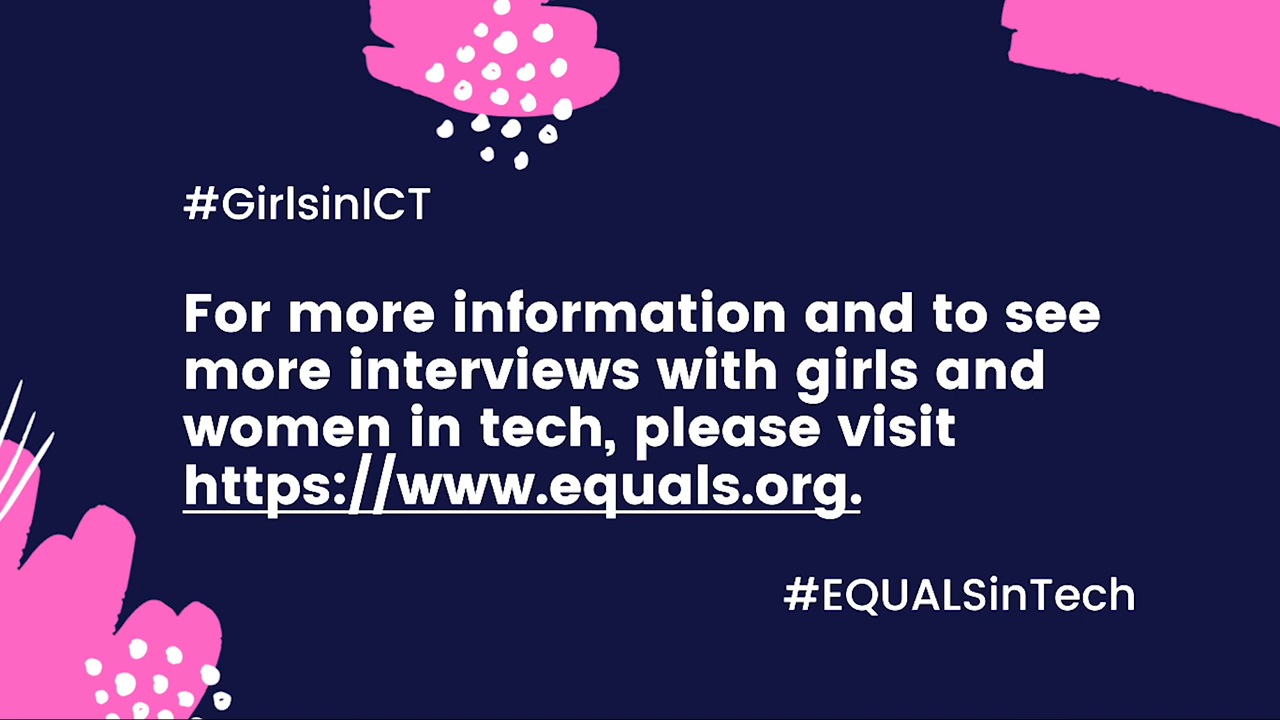 #GirlsinICT
For more information and to see
more interviews with girls and
women in tech, please visit
https://www.equals.org.
#EQUALSinTech